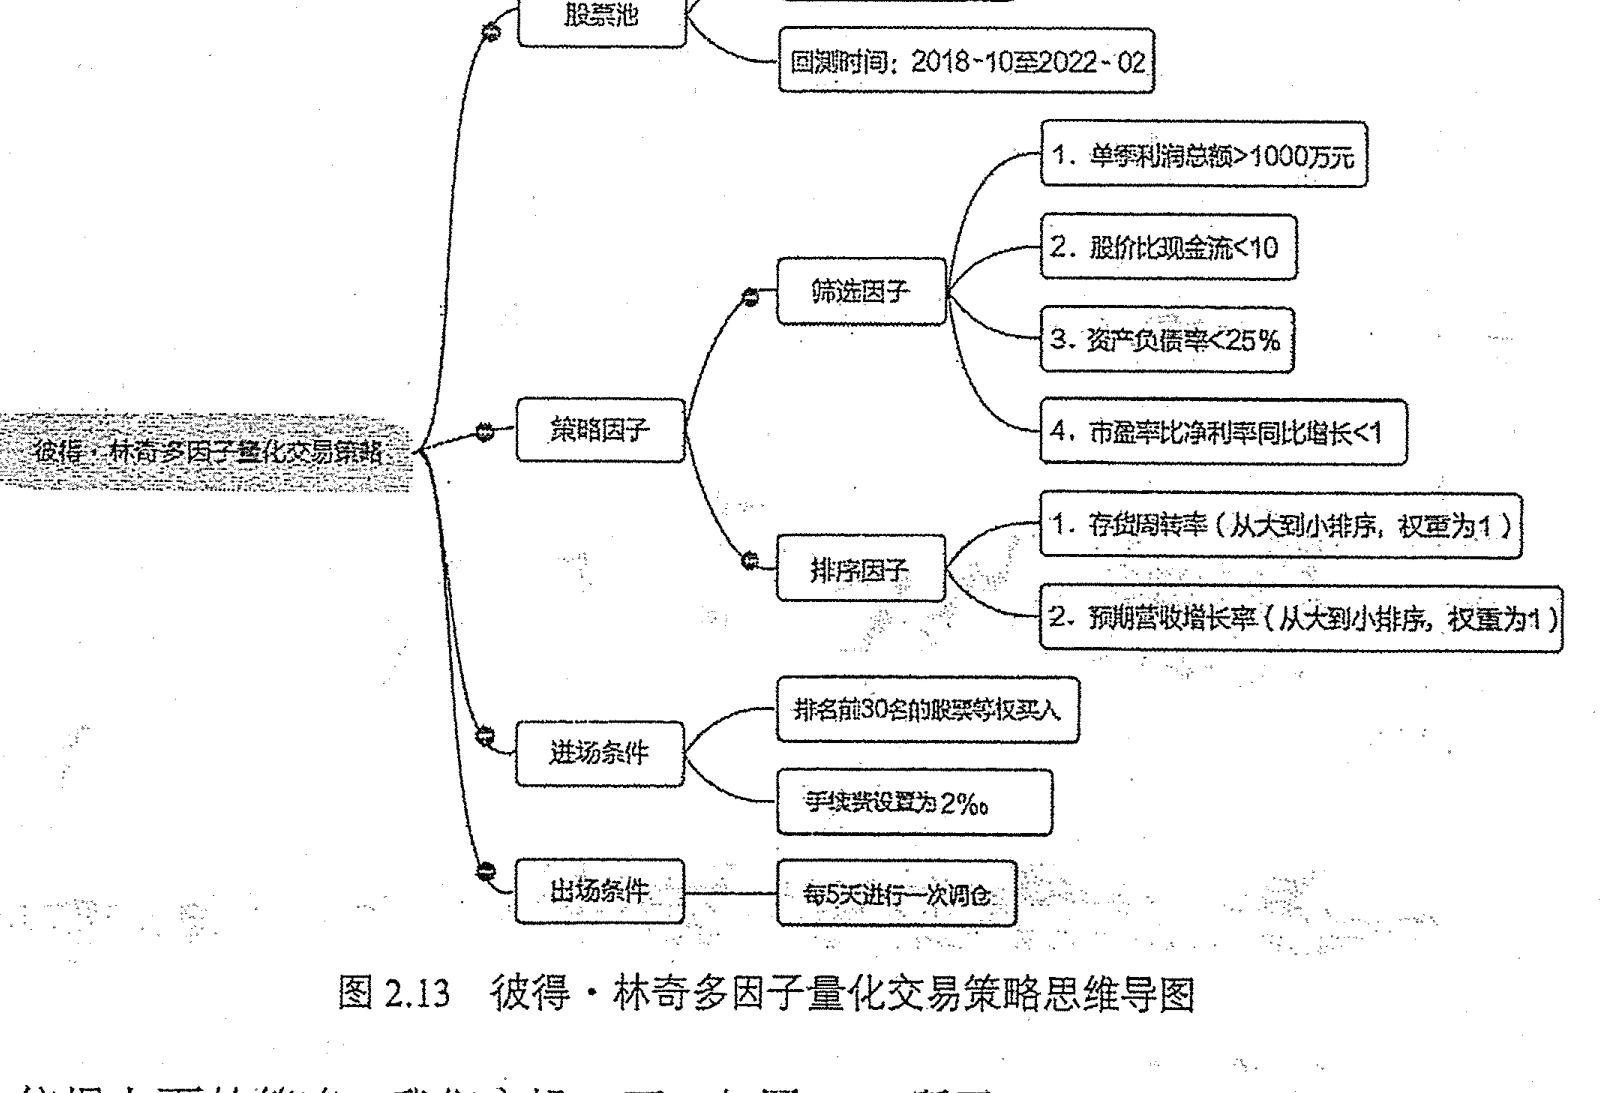 股票池
回测时间：2018-10至2022-02
1. 单季利润总额>1000万元
2. 股价比现金流<10
筛选因子
3. 资产负债率<25%
策略因子
4. 市盈率比净利率同比增长<1
彼得·林奇多因子量化交易策略
1. 存货周转率（从大到小排序，权重为1）
排序因子
2. 预期营收增长率（从大到小排序，权重为1）
排名前30名的股票等权买入
进场条件
手续费设置为2‰
出场条件
每5天进行一次调仓
图 2.13 彼得·林奇多因子量化交易策略思维导图